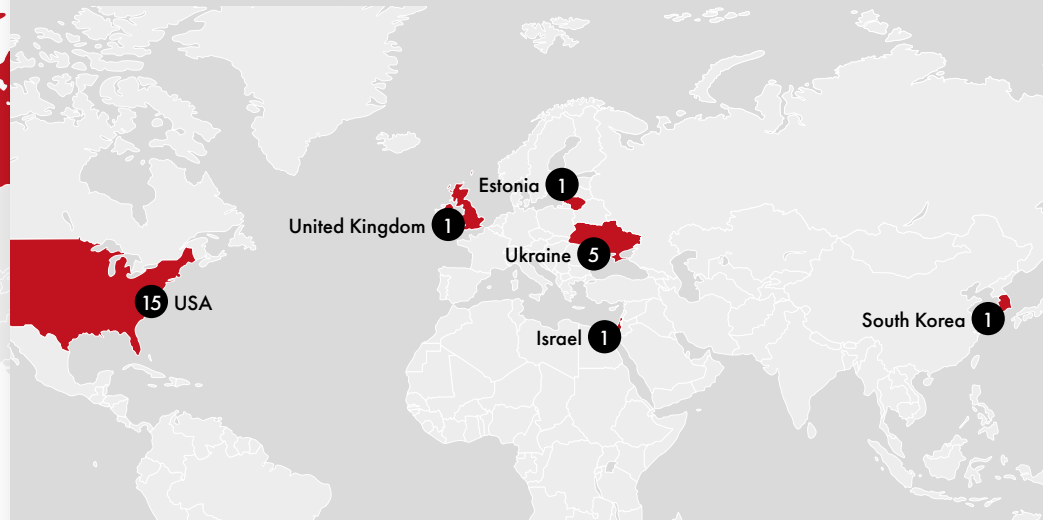 Estonia 1
United Kingdom 1
Ukraine 5
15 USA
South Korea 1
Israel 1